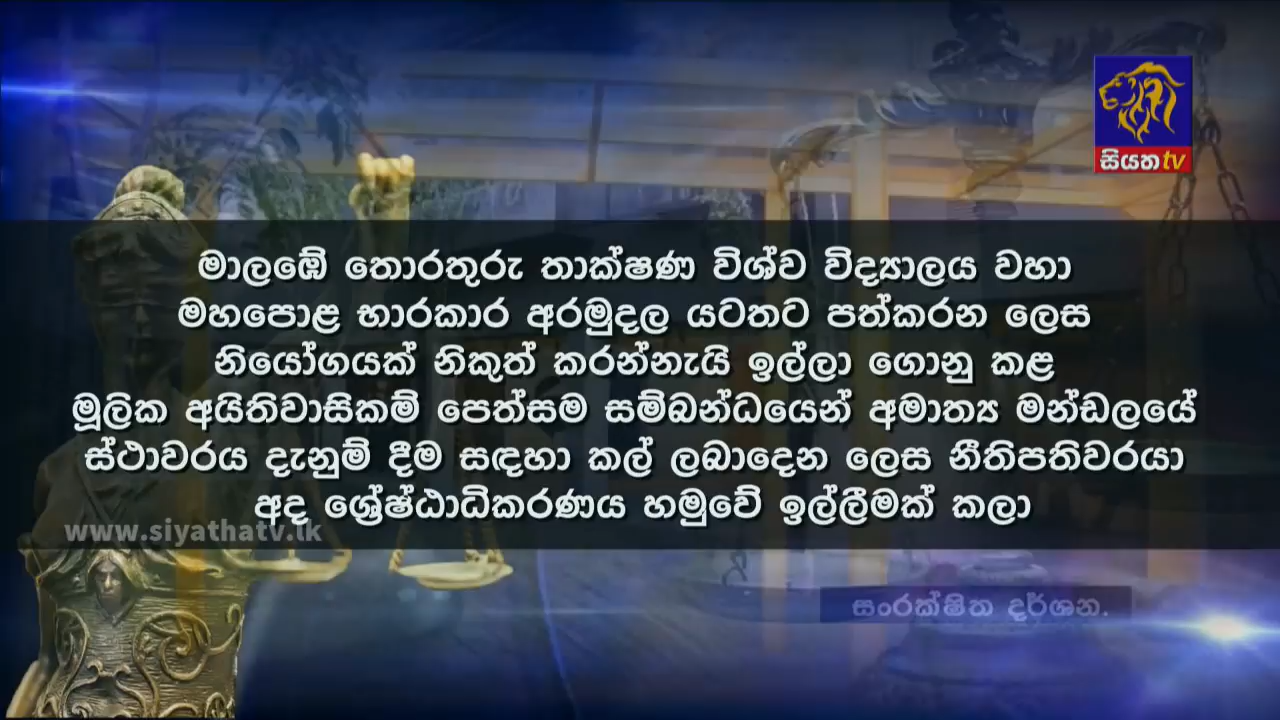 සියත tv
මාලඹේ තොරතුරු තාක්ෂණ විශ්ව විද්‍යාලය වහා
මහපොළ භාරකාර අරමුදල යටතට පත්කරන ලෙස
නියෝගයක් නිකුත් කරන්නැයි ඉල්ලා ගොනු කළ
මූලික අයිතිවාසිකම් පෙත්සම සම්බන්ධයෙන් අමාත්‍ය මන්ඩලයේ
ස්ථාවරය දැනුම් දීම සඳහා කල් ලබාදෙන ලෙස නීතිපතිවරයා
අද ශ්‍රේෂ්ඨාධිකරණය හමුවේ ඉල්ලීමක් කලා
www.siyathatv.lk
සංරක්ෂිත දර්ශන.